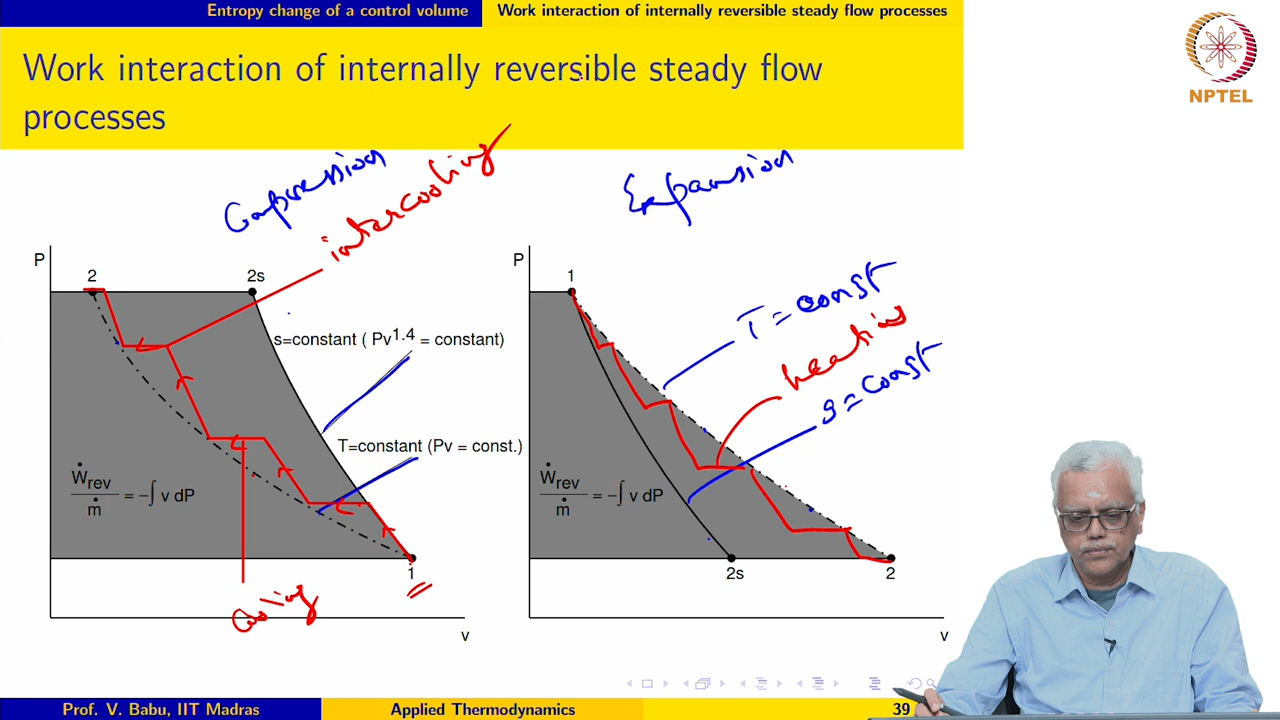 Entropy change of a control volume
Work interaction of internally reversible steady flow processes
Work interaction of internally reversible steady flow
processes
NPTEL
Compression
intercooling
Expansion
P
2
2s
s=constant ( Pv^1.4 = constant)
T=constant (Pv = const.)
Ẇrev / ṁ = −∫ v dP
1
cooling
v
P
1
T = const
heating
s = const
Ẇrev / ṁ = −∫ v dP
2s
2
v
Prof. V. Babu, IIT Madras
Applied Thermodynamics
39